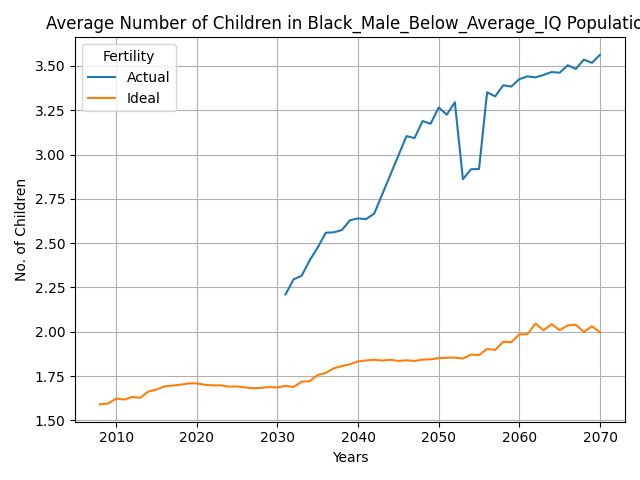 Average Number of Children in Black_Male_Below_Average_IQ Populatio
Fertility
Actual
Ideal
No. of Children
3.50
3.25
3.00
2.75
2.50
2.25
2.00
1.75
1.50
2010 2020 2030 2040 2050 2060 2070
Years